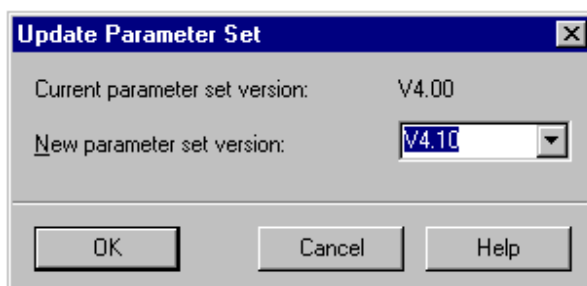 Update Parameter Set
Current parameter set version: V4.00
New parameter set version: V4.10
OK Cancel Help